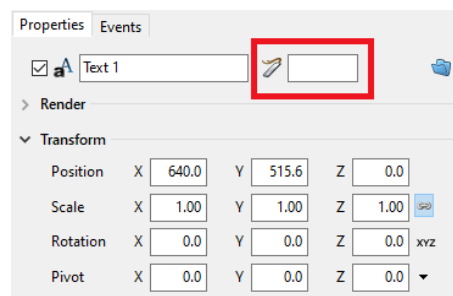 Properties Events
aA Text 1
Render
Transform
Position X 640.0 Y 515.6 Z 0.0
Scale X 1.00 Y 1.00 Z 1.00
Rotation X 0.0 Y 0.0 Z 0.0 XYZ
Pivot X 0.0 Y 0.0 Z 0.0